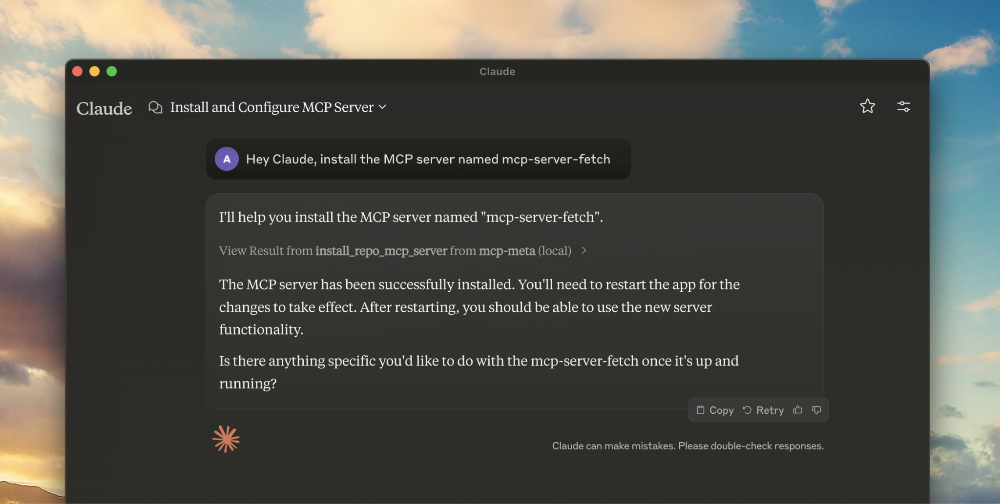 Claude
Claude
Install and Configure MCP Server
A
Hey Claude, install the MCP server named mcp-server-fetch
I'll help you install the MCP server named "mcp-server-fetch".
View Result from install_repo_mcp_server from mcp-meta (local)
The MCP server has been successfully installed. You'll need to restart the app for the
changes to take effect. After restarting, you should be able to use the new server
functionality.
Is there anything specific you'd like to do with the mcp-server-fetch once it's up and
running?
Copy Retry
Claude can make mistakes. Please double-check responses.